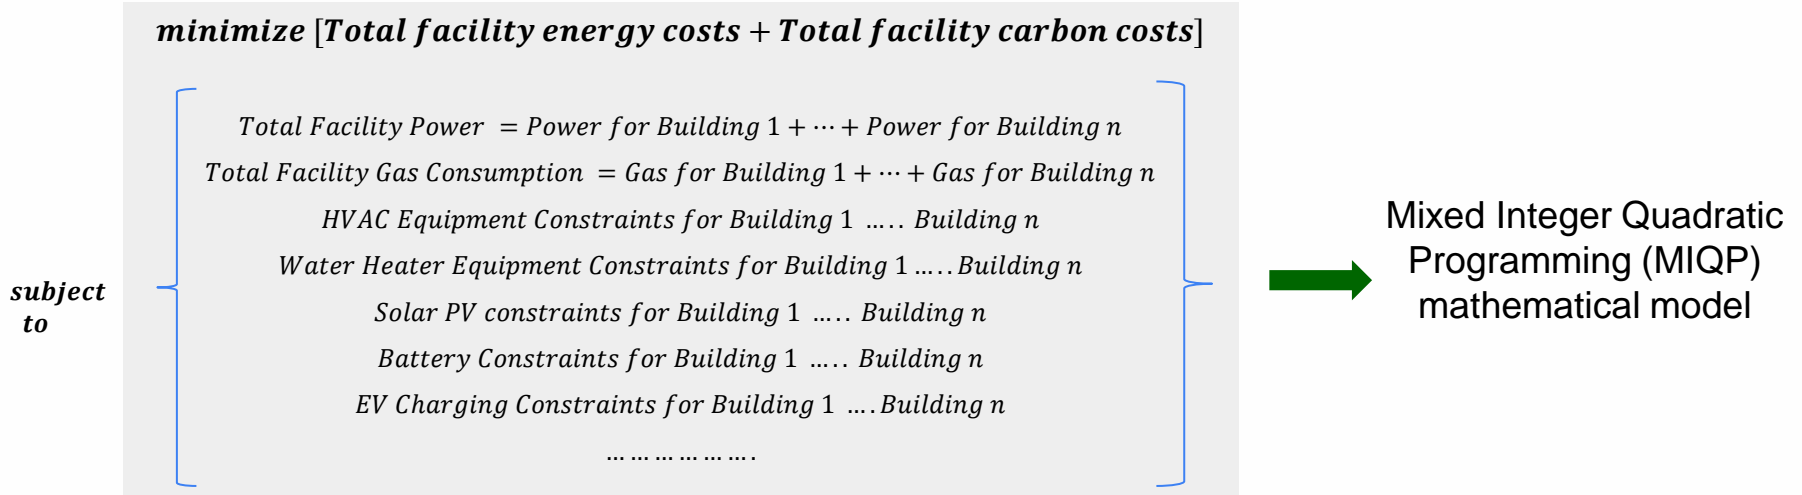 minimize [Total facility energy costs + Total facility carbon costs]
Total Facility Power = Power for Building 1 + ⋯ + Power for Building n
Total Facility Gas Consumption = Gas for Building 1 + ⋯ + Gas for Building n
HVAC Equipment Constraints for Building 1 ….. Building n
Water Heater Equipment Constraints for Building 1 ….. Building n
Solar PV constraints for Building 1 ….. Building n
Battery Constraints for Building 1 ….. Building n
EV Charging Constraints for Building 1 …. Building n
… … … … … ….
subject
to
Mixed Integer Quadratic
Programming (MIQP)
mathematical model